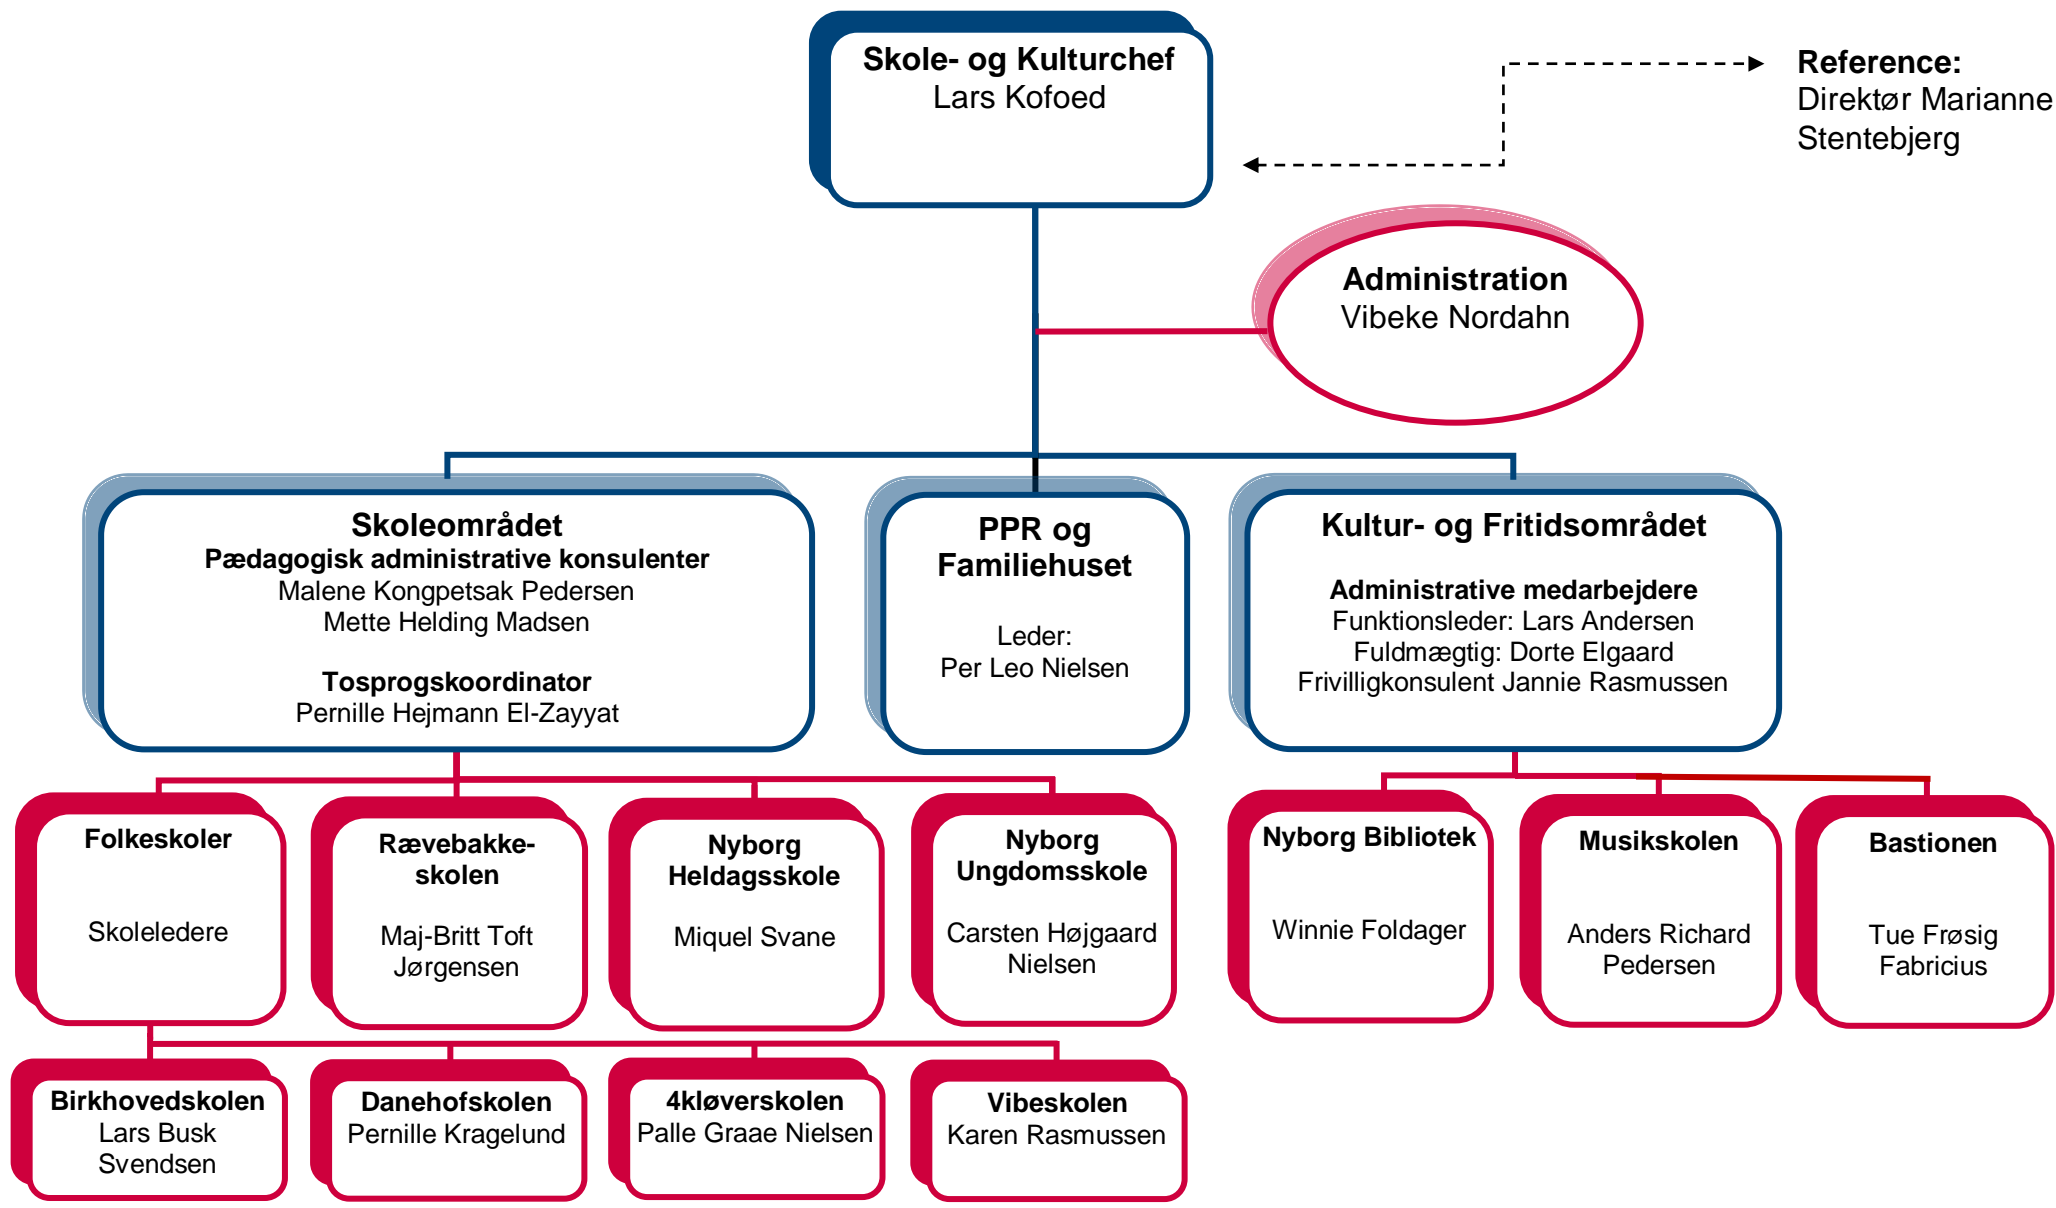 Skole- og Kulturchef
Lars Kofoed
Reference:
Direktør Marianne
Stentebjerg
Administration
Vibeke Nordahn
Skoleområdet
Pædagogisk administrative konsulenter
Malene Kongpetsak Pedersen
Mette Helding Madsen
Tosprogskoordinator
Pernille Hejmann El-Zayyat
PPR og
Familiehuset
Leder:
Per Leo Nielsen
Kultur- og Fritidsområdet
Administrative medarbejdere
Funktionsleder: Lars Andersen
Fuldmægtig: Dorte Elgaard
Frivilligkonsulent Jannie Rasmussen
Folkeskoler
Skoleledere
Rævebakke-
skolen
Maj-Britt Toft
Jørgensen
Nyborg
Heldagsskole
Miquel Svane
Nyborg
Ungdomsskole
Carsten Højgaard
Nielsen
Nyborg Bibliotek
Winnie Foldager
Musikskolen
Anders Richard
Pedersen
Bastionen
Tue Frøsig
Fabricius
Birkhovedskolen
Lars Busk
Svendsen
Danehofskolen
Pernille Kragelund
4kløverskolen
Palle Graae Nielsen
Vibeskolen
Karen Rasmussen